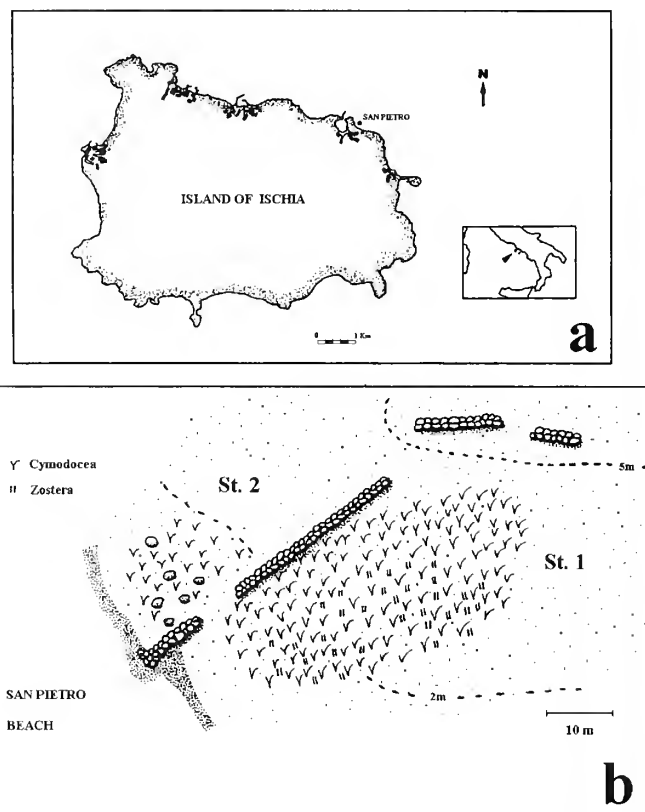 N
SAN PIETRO
ISLAND OF ISCHIA
0 1 Km
a
Cymodocea
Zostera
St. 2
5m
St. 1
2m
SAN PIETRO
BEACH
10 m
b